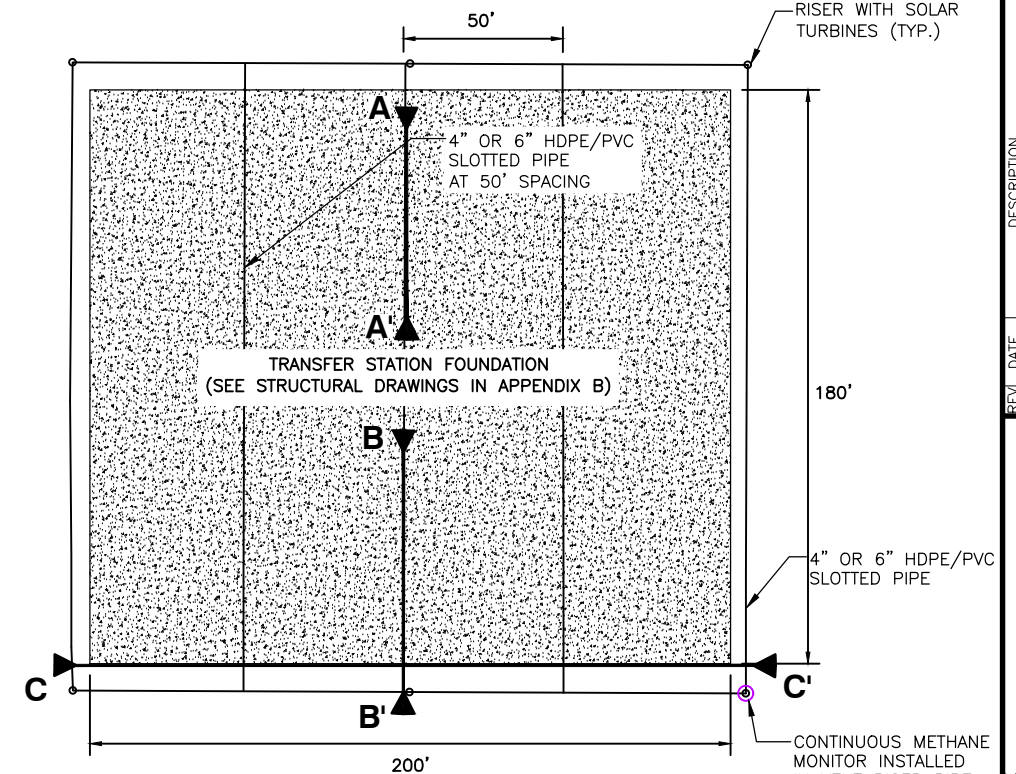 50'
RISER WITH SOLAR
TURBINES (TYP.)
A
4" OR 6" HDPE/PVC
SLOTTED PIPE
AT 50' SPACING
DESCRIPTION
A'
TRANSFER STATION FOUNDATION
(SEE STRUCTURAL DRAWINGS IN APPENDIX B)
DATE
REV
180'
B
4" OR 6" HDPE/PVC
SLOTTED PIPE
C
C'
B'
CONTINUOUS METHANE
MONITOR INSTALLED
200'